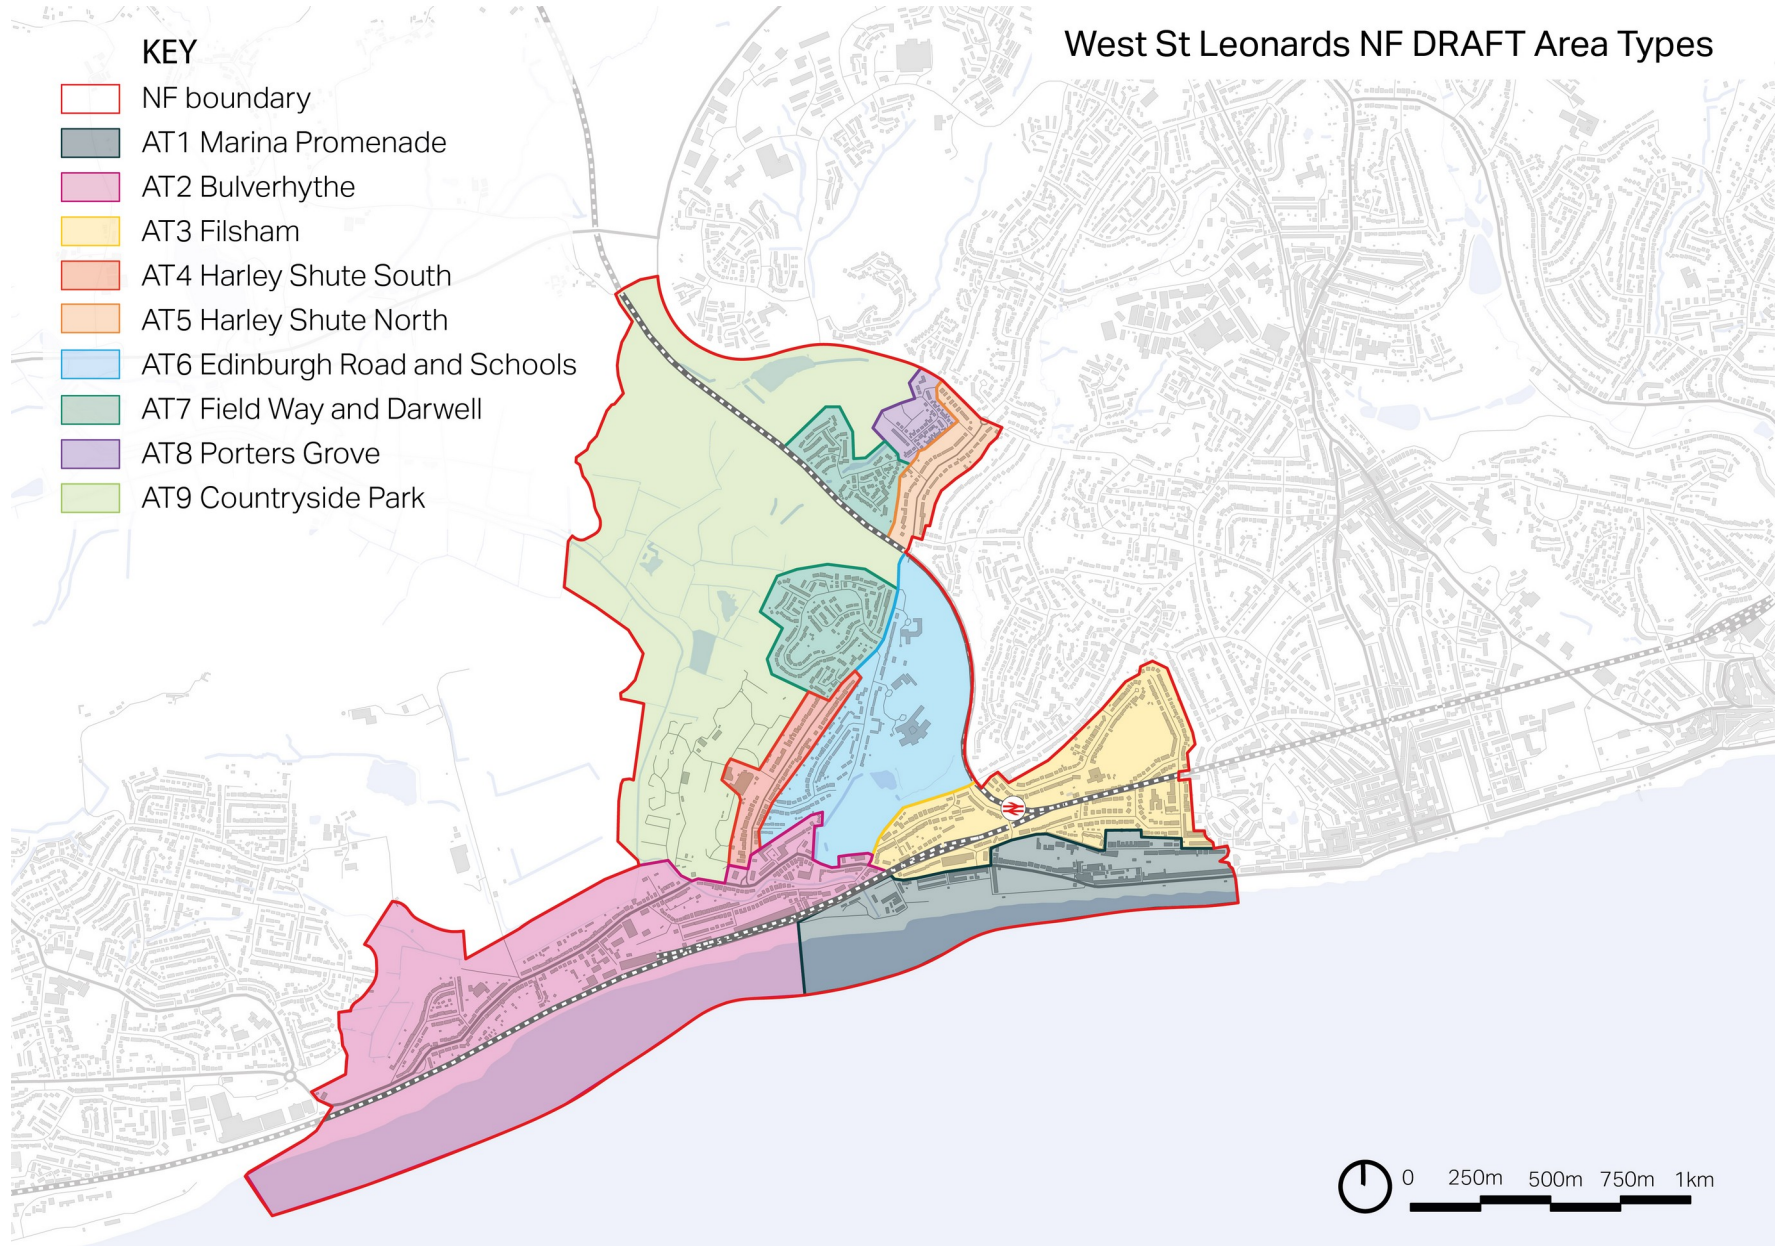 West St Leonards NF DRAFT Area Types
KEY
NF boundary
AT1 Marina Promenade
AT2 Bulverhythe
AT3 Filsham
AT4 Harley Shute South
AT5 Harley Shute North
AT6 Edinburgh Road and Schools
AT7 Field Way and Darwell
AT8 Porters Grove
AT9 Countryside Park
0 250m 500m 750m 1km